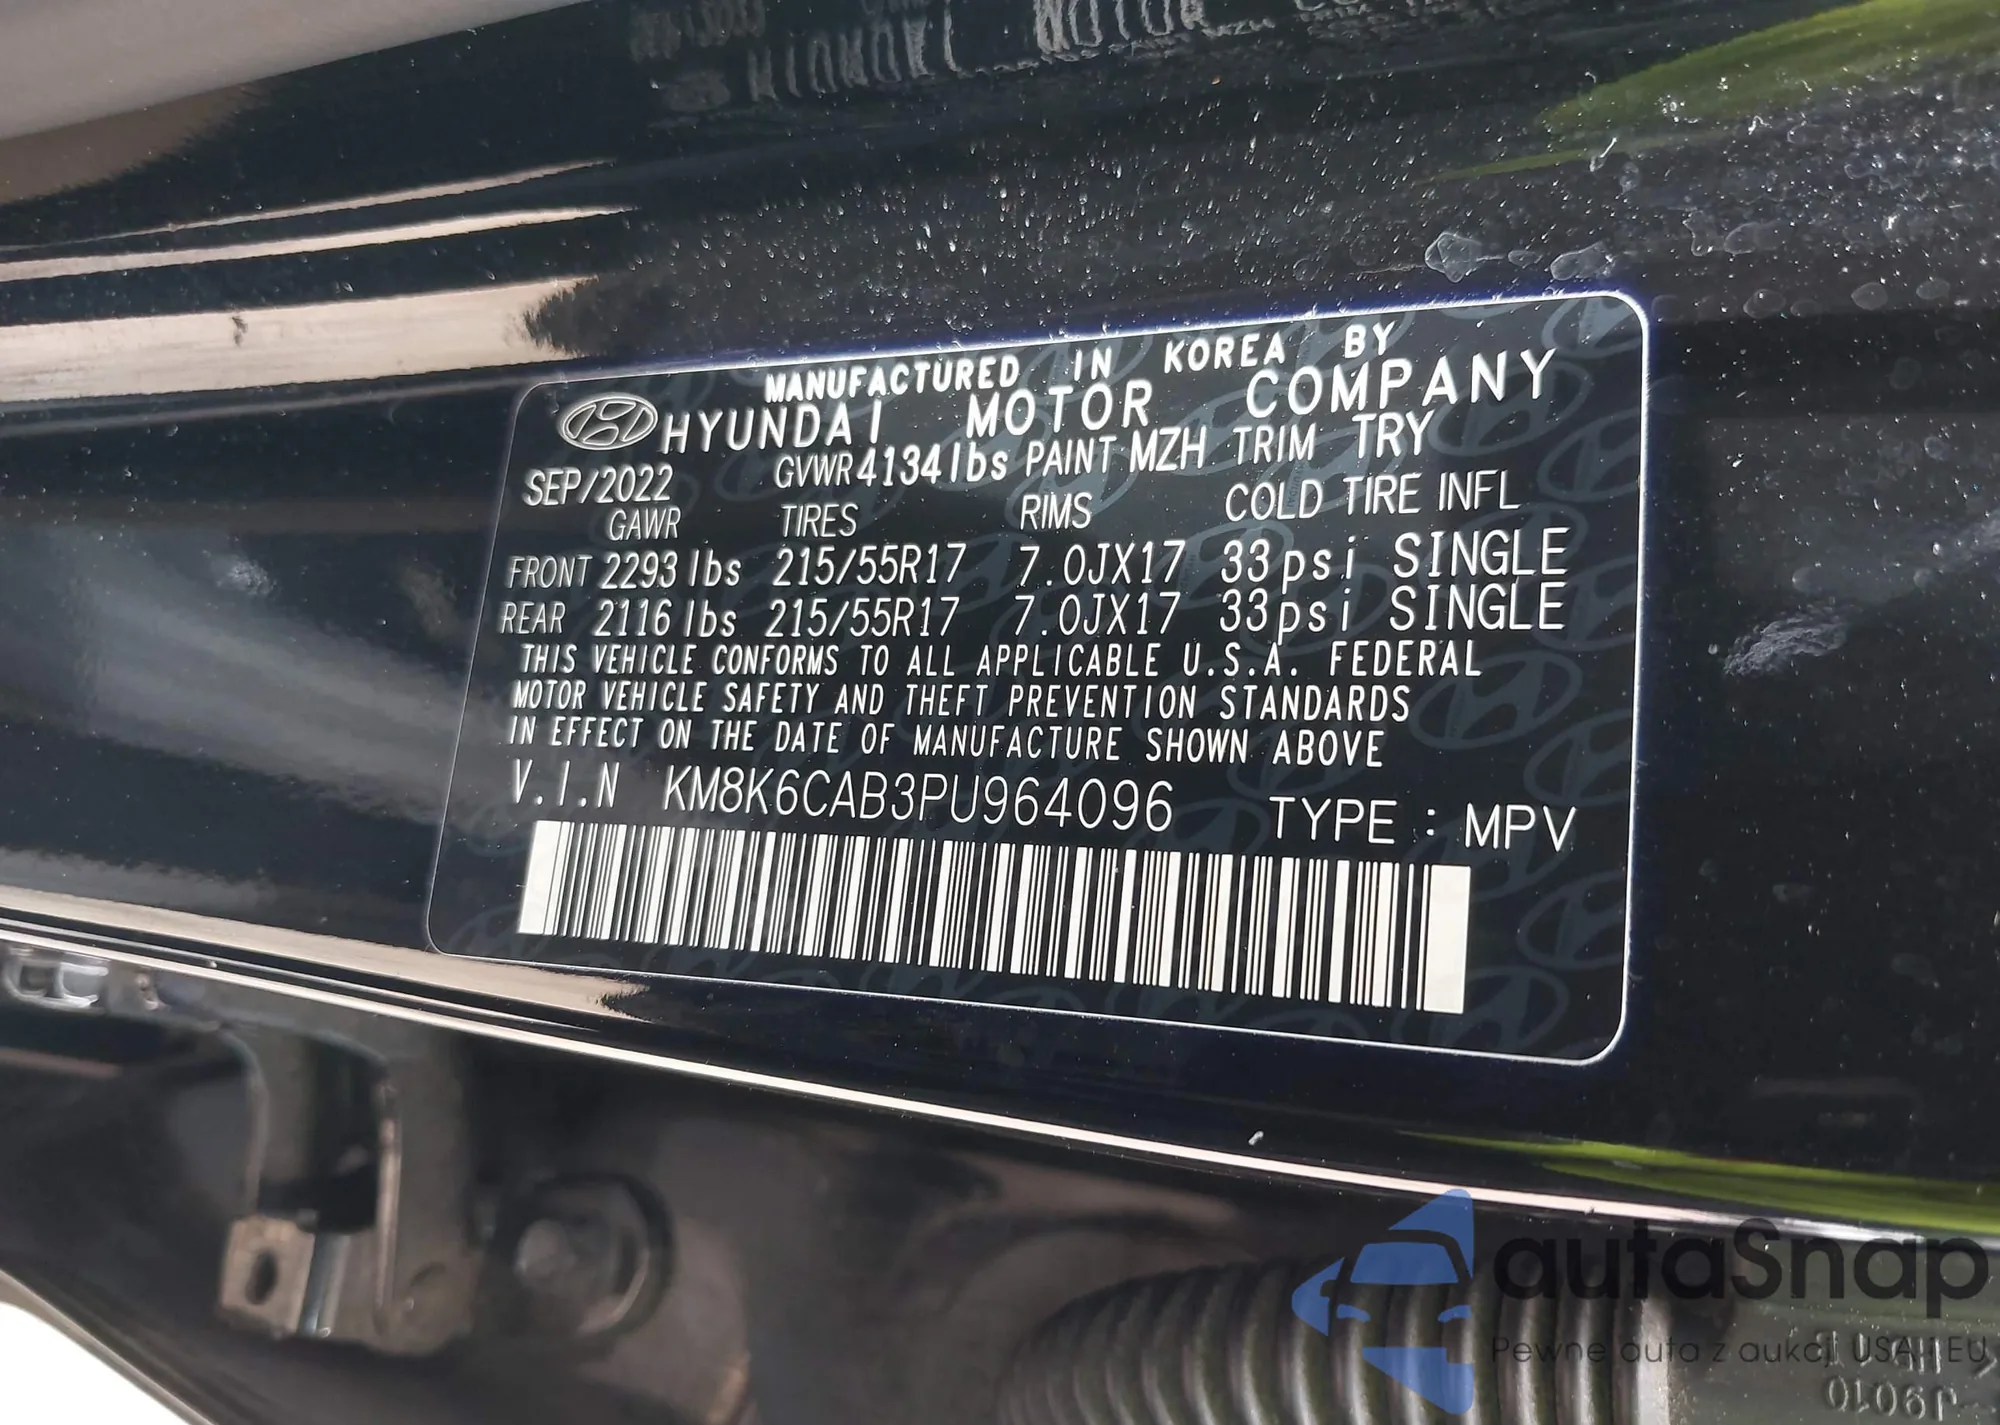 MANUFACTURED IN KOREA BY
HYUNDAI MOTOR COMPANY
SEP/2022 GVWR 4134lbs PAINT MZH TRIM TRY
GAWR TIRES RIMS COLD TIRE INFL
FRONT 2293lbs 215/55R17 7.0JX17 33psi SINGLE
REAR 2116lbs 215/55R17 7.0JX17 33psi SINGLE
THIS VEHICLE CONFORMS TO ALL APPLICABLE U.S.A. FEDERAL
MOTOR VEHICLE SAFETY AND THEFT PREVENTION STANDARDS
IN EFFECT ON THE DATE OF MANUFACTURE SHOWN ABOVE
V.I.N KM8K6CAB3PU964096 TYPE : MPV
autaSnap
Pewne auta z aukcji USA i EU
J9010